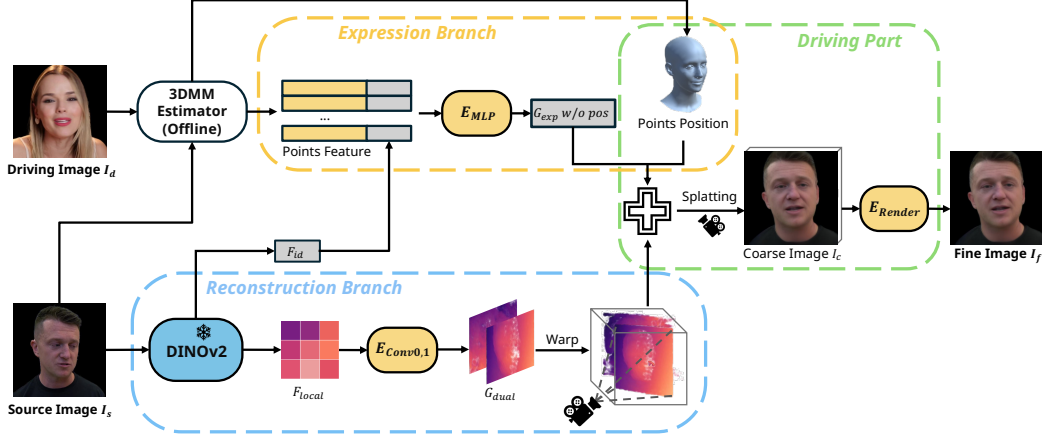 Expression Branch
Driving Part
3DMM
Estimator
(Offline)
...
Points Feature
E_MLP
G_exp w/o pos
Points Position
Driving Image I_d
Splatting
E_Render
Coarse Image I_c
Fine Image I_f
F_id
Reconstruction Branch
DINOv2
F_local
E_Conv0,1
G_dual
Warp
Source Image I_s